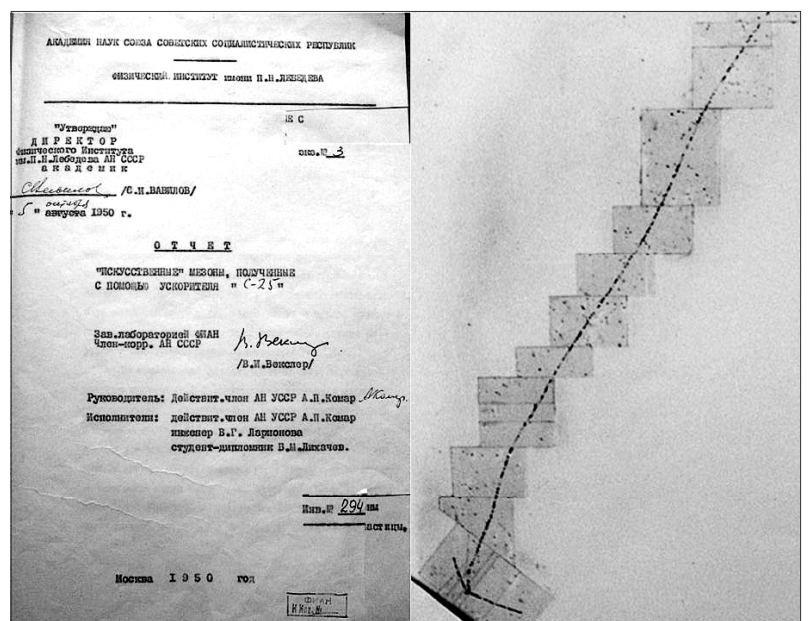 АКАДЕМИЯ НАУК СОЮЗА СОВЕТСКИХ СОЦИАЛИСТИЧЕСКИХ РЕСПУБЛИК
ФИЗИЧЕСКИЙ ИНСТИТУТ имени П.Н.ЛЕБЕДЕВА
Е С
экз.№ 3
"Утверждаю"
ДИРЕКТОР
Физического Института
им.П.Н.Лебедева АН СССР
академик
/С.И.ВАВИЛОВ/
октября
"5" августа 1950 г.
ОТЧЕТ
"ИСКУССТВЕННЫЕ" МЕЗОНЫ, ПОЛУЧЕННЫЕ
С ПОМОЩЬЮ УСКОРИТЕЛЯ "С-25"
Зав.лабораторией ФИАН
Член-корр. АН СССР
/В.И.Векслер/
Руководитель: Действит.член АН УССР А.П.Комар
Исполнители: действит.член АН УССР А.П.Комар
инженер В.Г. Ларионова
студент-дипломник В.М.Лихачев.
Инв.№ 294 мы
астицы.
Москва 1950 год
ФИАН